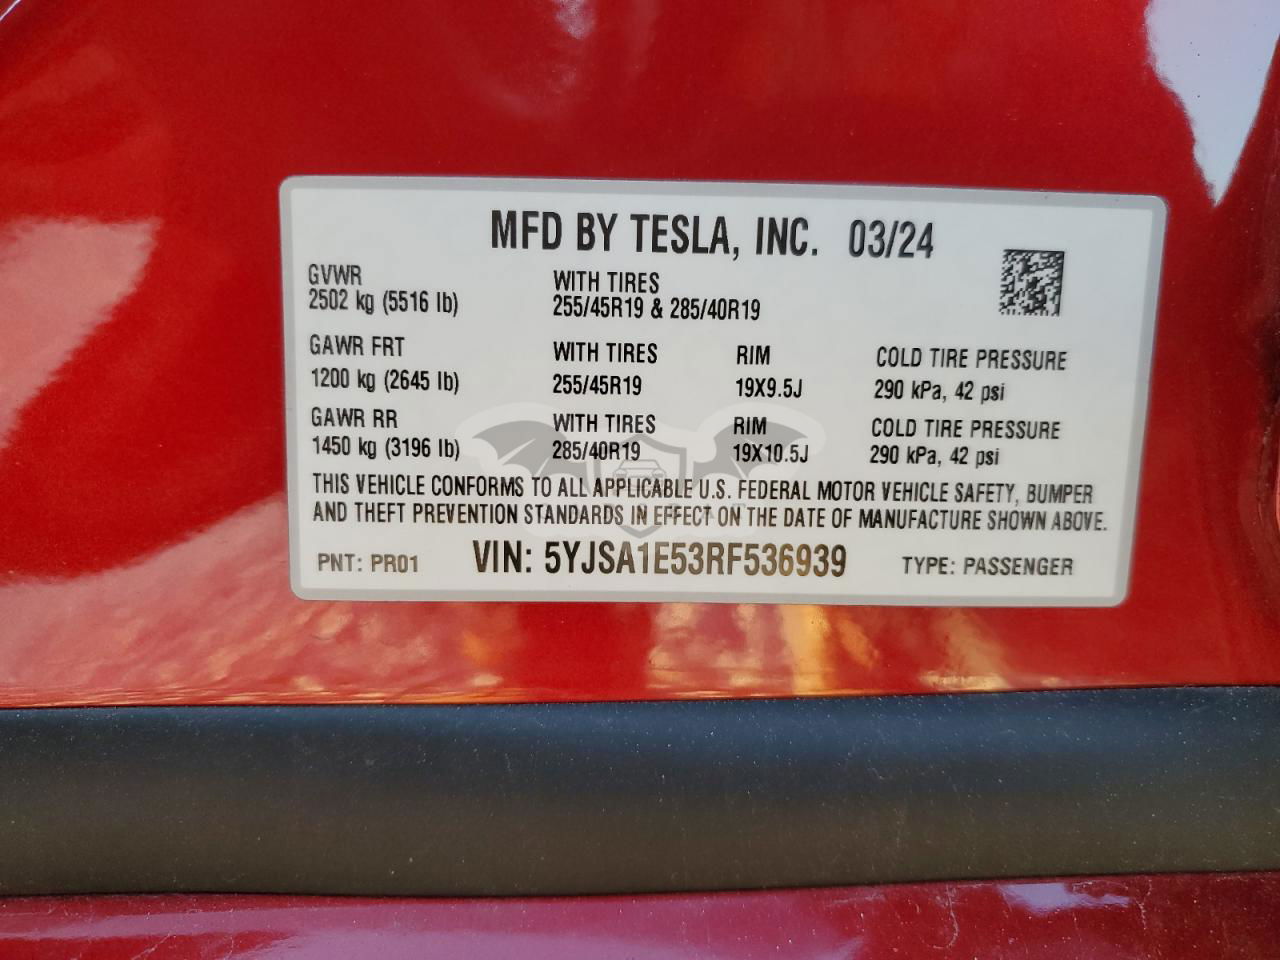 MFD BY TESLA, INC. 03/24
GVWR
2502 kg (5516 lb)
WITH TIRES
255/45R19 & 285/40R19
GAWR FRT
1200 kg (2645 lb)
WITH TIRES
255/45R19
RIM
19X9.5J
COLD TIRE PRESSURE
290 kPa, 42 psi
GAWR RR
1450 kg (3196 lb)
WITH TIRES
285/40R19
RIM
19X10.5J
COLD TIRE PRESSURE
290 kPa, 42 psi
THIS VEHICLE CONFORMS TO ALL APPLICABLE U.S. FEDERAL MOTOR VEHICLE SAFETY, BUMPER
AND THEFT PREVENTION STANDARDS IN EFFECT ON THE DATE OF MANUFACTURE SHOWN ABOVE.
PNT: PR01 VIN: 5YJSA1E53RF536939 TYPE: PASSENGER